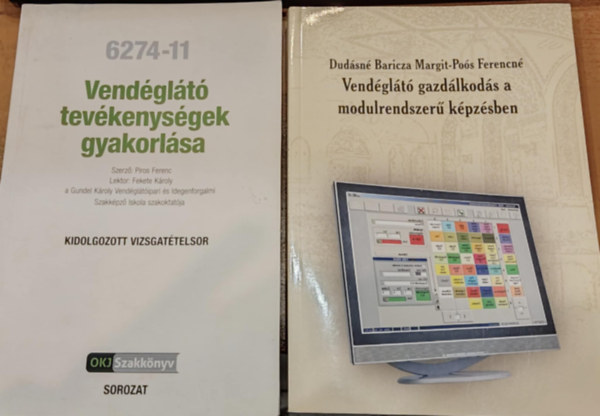 6274-11
Vendéglátó
tevékenységek
gyakorlása
Szerző: Piros Ferenc
Lektor: Fekete Károly
a Gundel Károly Vendéglátóipari és Idegenforgalmi
Szakképző Iskola szakoktatója
KIDOLGOZOTT VIZSGATÉTELSOR
OKJ Szakkönyv
SOROZAT
Dudásné Baricza Margit-Poós Ferencné
Vendéglátó gazdálkodás a
modulrendszerű képzésben